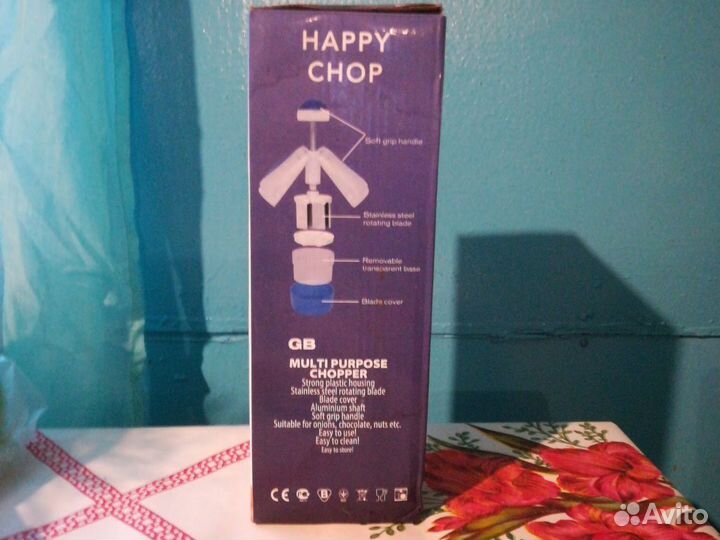 HAPPY
CHOP
Soft grip handle
Stainless steel
rotating blade
Removable
transparent base
Blade cover
GB
MULTI PURPOSE
CHOPPER
Strong plastic housing
Stainless steel rotating blade
Blade cover
Aluminium shaft
Soft grip handle
Suitable for onions, chocolate, nuts etc.
Easy to use!
Easy to clean!
Easy to store!
CE
Avito